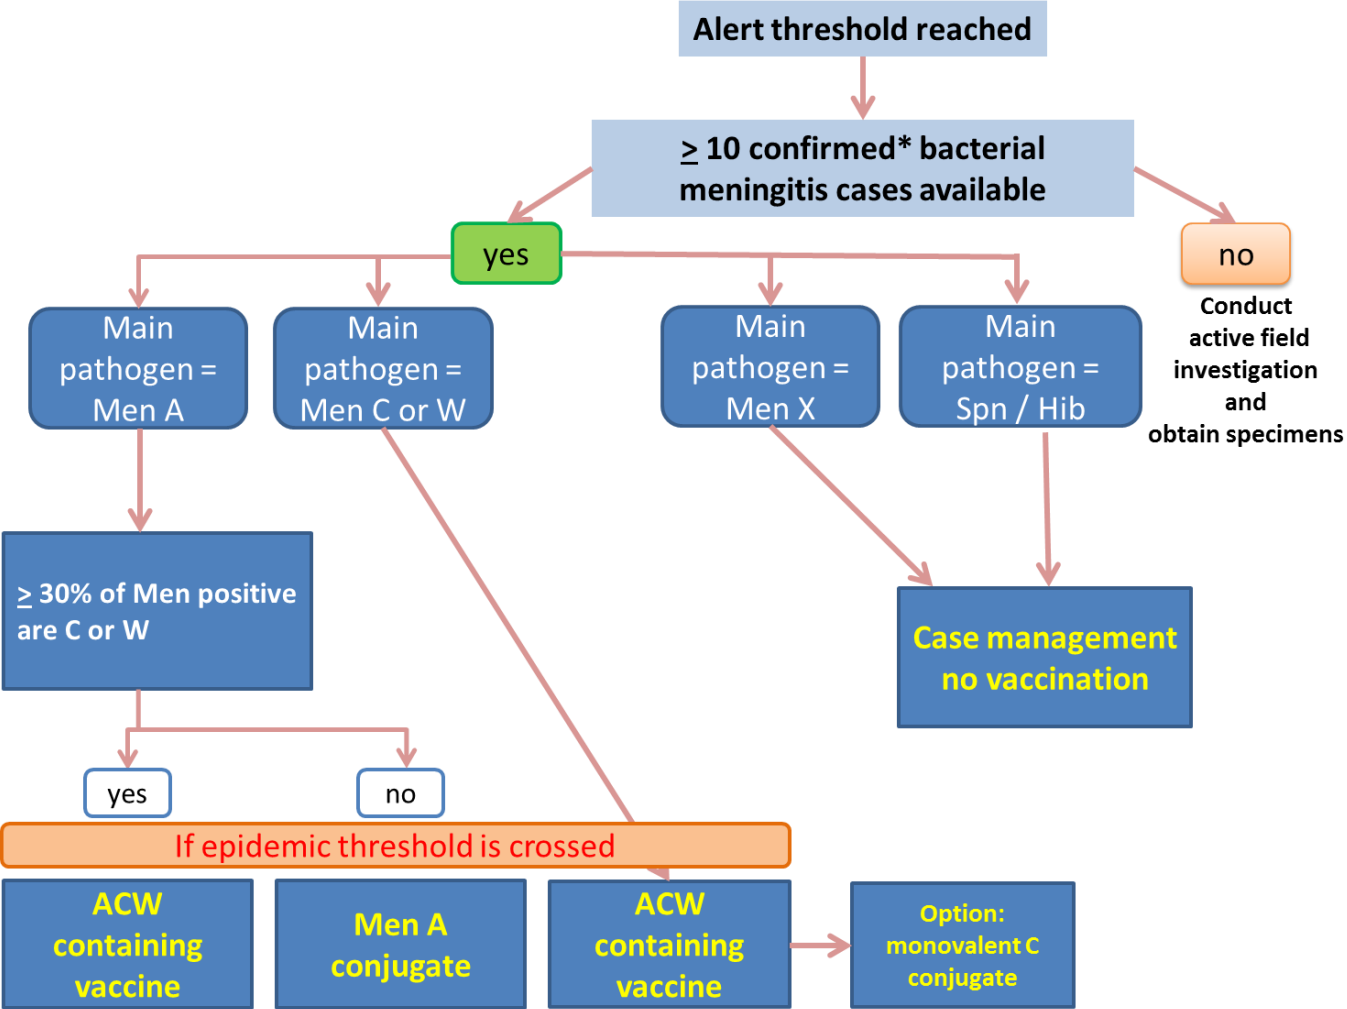 Alert threshold reached
≥ 10 confirmed* bacterial
meningitis cases available
yes
no
Conduct
active field
investigation
and
obtain specimens
Main
pathogen =
Men A
Main
pathogen =
Men C or W
Main
pathogen =
Men X
Main
pathogen =
Spn / Hib
≥ 30% of Men positive
are C or W
Case management
no vaccination
yes
no
If epidemic threshold is crossed
ACW
containing
vaccine
Men A
conjugate
ACW
containing
vaccine
Option:
monovalent C
conjugate